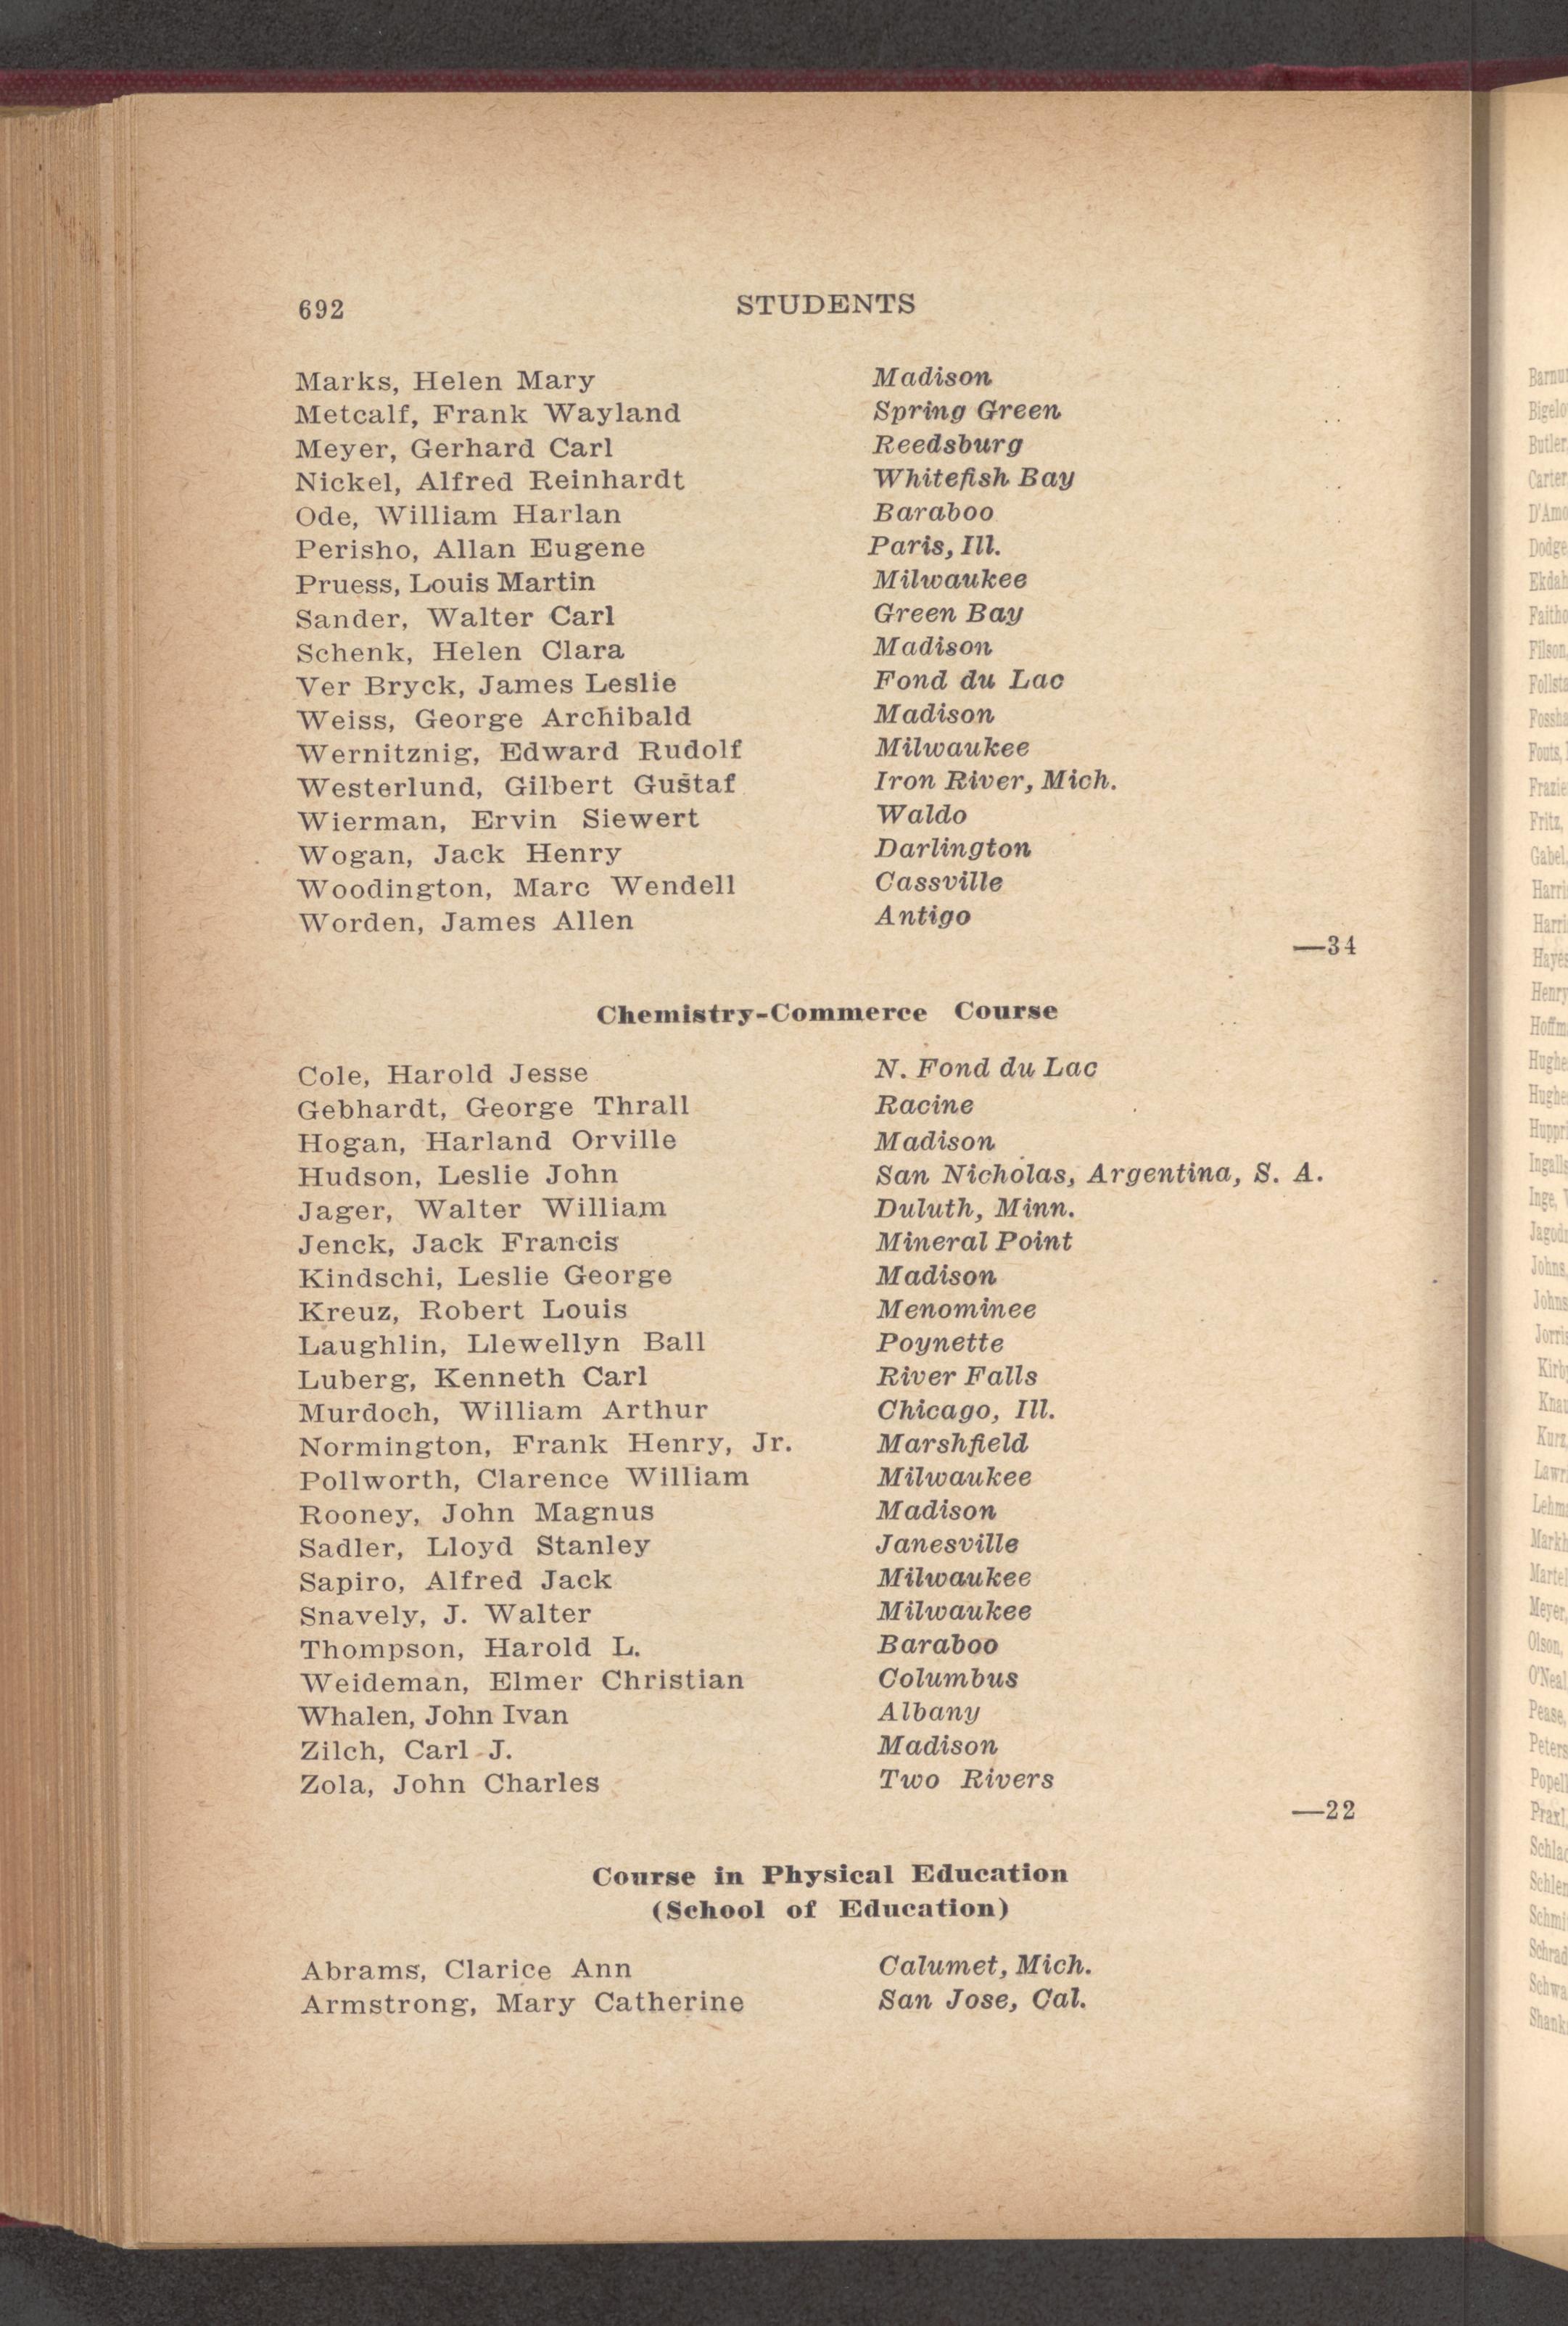 692 STUDENTS
Marks, Helen Mary Madison
Metcalf, Frank Wayland Spring Green
Meyer, Gerhard Carl Reedsburg
Nickel, Alfred Reinhardt Whitefish Bay
Ode, William Harlan Baraboo
Perisho, Allan Eugene Paris, Ill.
Pruess, Louis Martin Milwaukee
Sander, Walter Carl Green Bay
Schenk, Helen Clara Madison
Ver Bryck, James Leslie Fond du Lac
Weiss, George Archibald Madison
Wernitznig, Edward Rudolf Milwaukee
Westerlund, Gilbert Gustaf Iron River, Mich.
Wierman, Ervin Siewert Waldo
Wogan, Jack Henry Darlington
Woodington, Marc Wendell Cassville
Worden, James Allen Antigo
—34
Chemistry-Commerce Course
Cole, Harold Jesse N. Fond du Lac
Gebhardt, George Thrall Racine
Hogan, Harland Orville Madison
Hudson, Leslie John San Nicholas, Argentina, S. A.
Jager, Walter William Duluth, Minn.
Jenck, Jack Francis Mineral Point
Kindschi, Leslie George Madison
Kreuz, Robert Louis Menominee
Laughlin, Llewellyn Ball Poynette
Luberg, Kenneth Carl River Falls
Murdoch, William Arthur Chicago, Ill.
Normington, Frank Henry, Jr. Marshfield
Pollworth, Clarence William Milwaukee
Rooney, John Magnus Madison
Sadler, Lloyd Stanley Janesville
Sapiro, Alfred Jack Milwaukee
Snavely, J. Walter Milwaukee
Thompson, Harold L. Baraboo
Weideman, Elmer Christian Columbus
Whalen, John Ivan Albany
Zilch, Carl J. Madison
Zola, John Charles Two Rivers
—22
Course in Physical Education
(School of Education)
Abrams, Clarice Ann Calumet, Mich.
Armstrong, Mary Catherine San Jose, Cal.